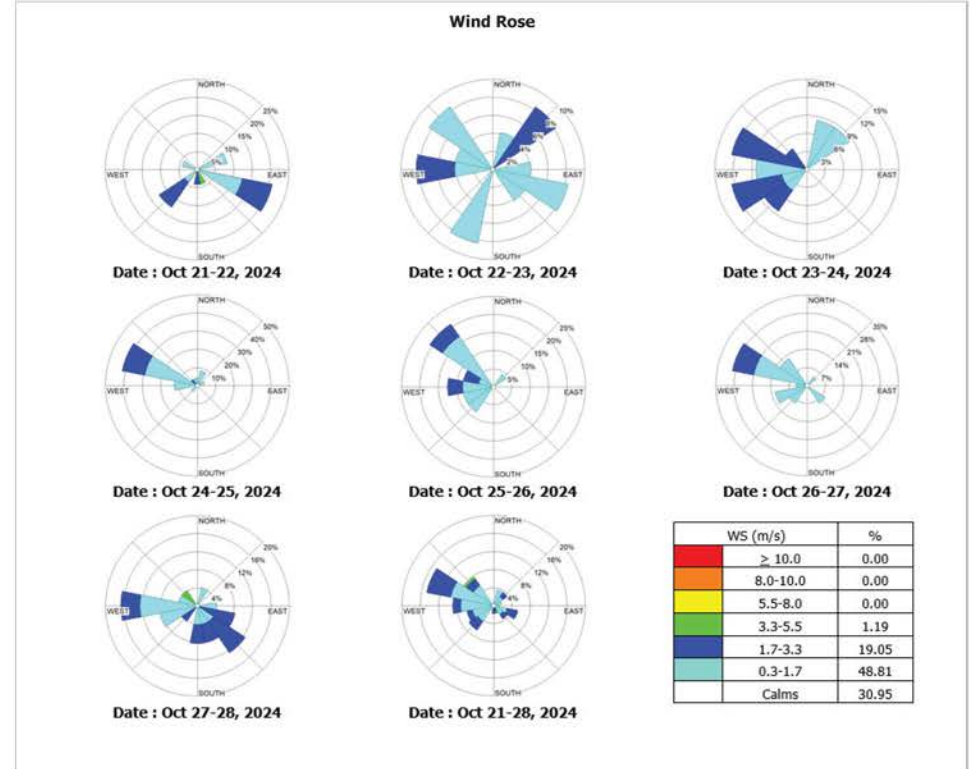 Wind Rose
NORTH
25%
20%
15%
10%
5%
WEST
EAST
SOUTH
Date : Oct 21-22, 2024
NORTH
10%
8%
6%
4%
2%
WEST
EAST
SOUTH
Date : Oct 22-23, 2024
NORTH
15%
12%
9%
6%
3%
WEST
EAST
SOUTH
Date : Oct 23-24, 2024
NORTH
50%
40%
30%
20%
10%
WEST
EAST
SOUTH
Date : Oct 24-25, 2024
NORTH
25%
20%
15%
10%
5%
WEST
EAST
SOUTH
Date : Oct 25-26, 2024
NORTH
35%
28%
21%
14%
7%
WEST
EAST
SOUTH
Date : Oct 26-27, 2024
NORTH
20%
16%
12%
8%
4%
WEST
EAST
SOUTH
Date : Oct 27-28, 2024
NORTH
20%
16%
12%
8%
4%
WEST
EAST
SOUTH
Date : Oct 21-28, 2024
WS (m/s) %
≥ 10.0 0.00
8.0-10.0 0.00
5.5-8.0 0.00
3.3-5.5 1.19
1.7-3.3 19.05
0.3-1.7 48.81
Calms 30.95